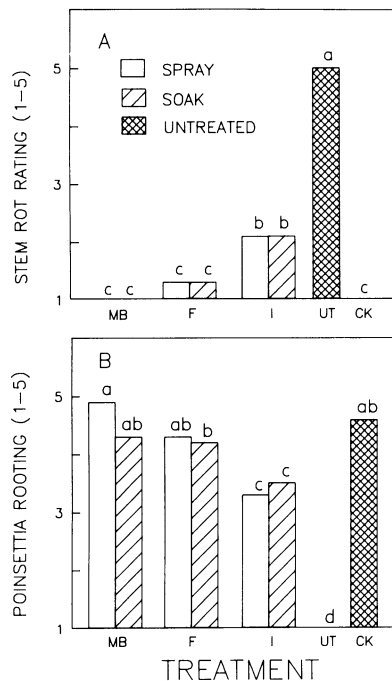 A
SPRAY
SOAK
UNTREATED
STEM ROT RATING (1–5)
5
3
1
c c
c c
b b
a
c
MB F I UT CK
B
POINSETTIA ROOTING (1–5)
5
3
1
a
ab
ab
b
c
c
d
ab
MB F I UT CK
TREATMENT